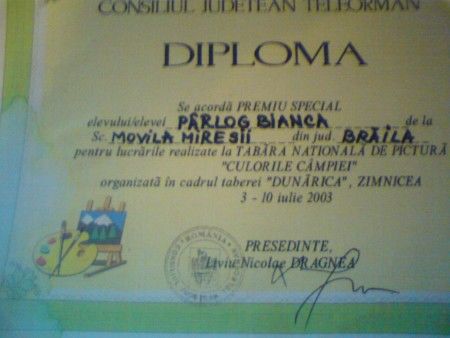 CONSILIUL JUDEȚEAN TELEORMAN
DIPLOMA
Se acordă PREMIU SPECIAL
elevului/elevei PÂRLOG BIANCA de la
Sc. MOVILA MIRESII din jud. BRĂILA
pentru lucrările realizate la TABĂRA NAȚIONALĂ DE PICTURĂ
"CULORILE CÂMPIEI"
organizată în cadrul taberei "DUNĂRICA", ZIMNICEA
3 - 10 iulie 2003
ROMÂNIA
PRESEDINTE,
Liviu Nicolae DRAGNEA